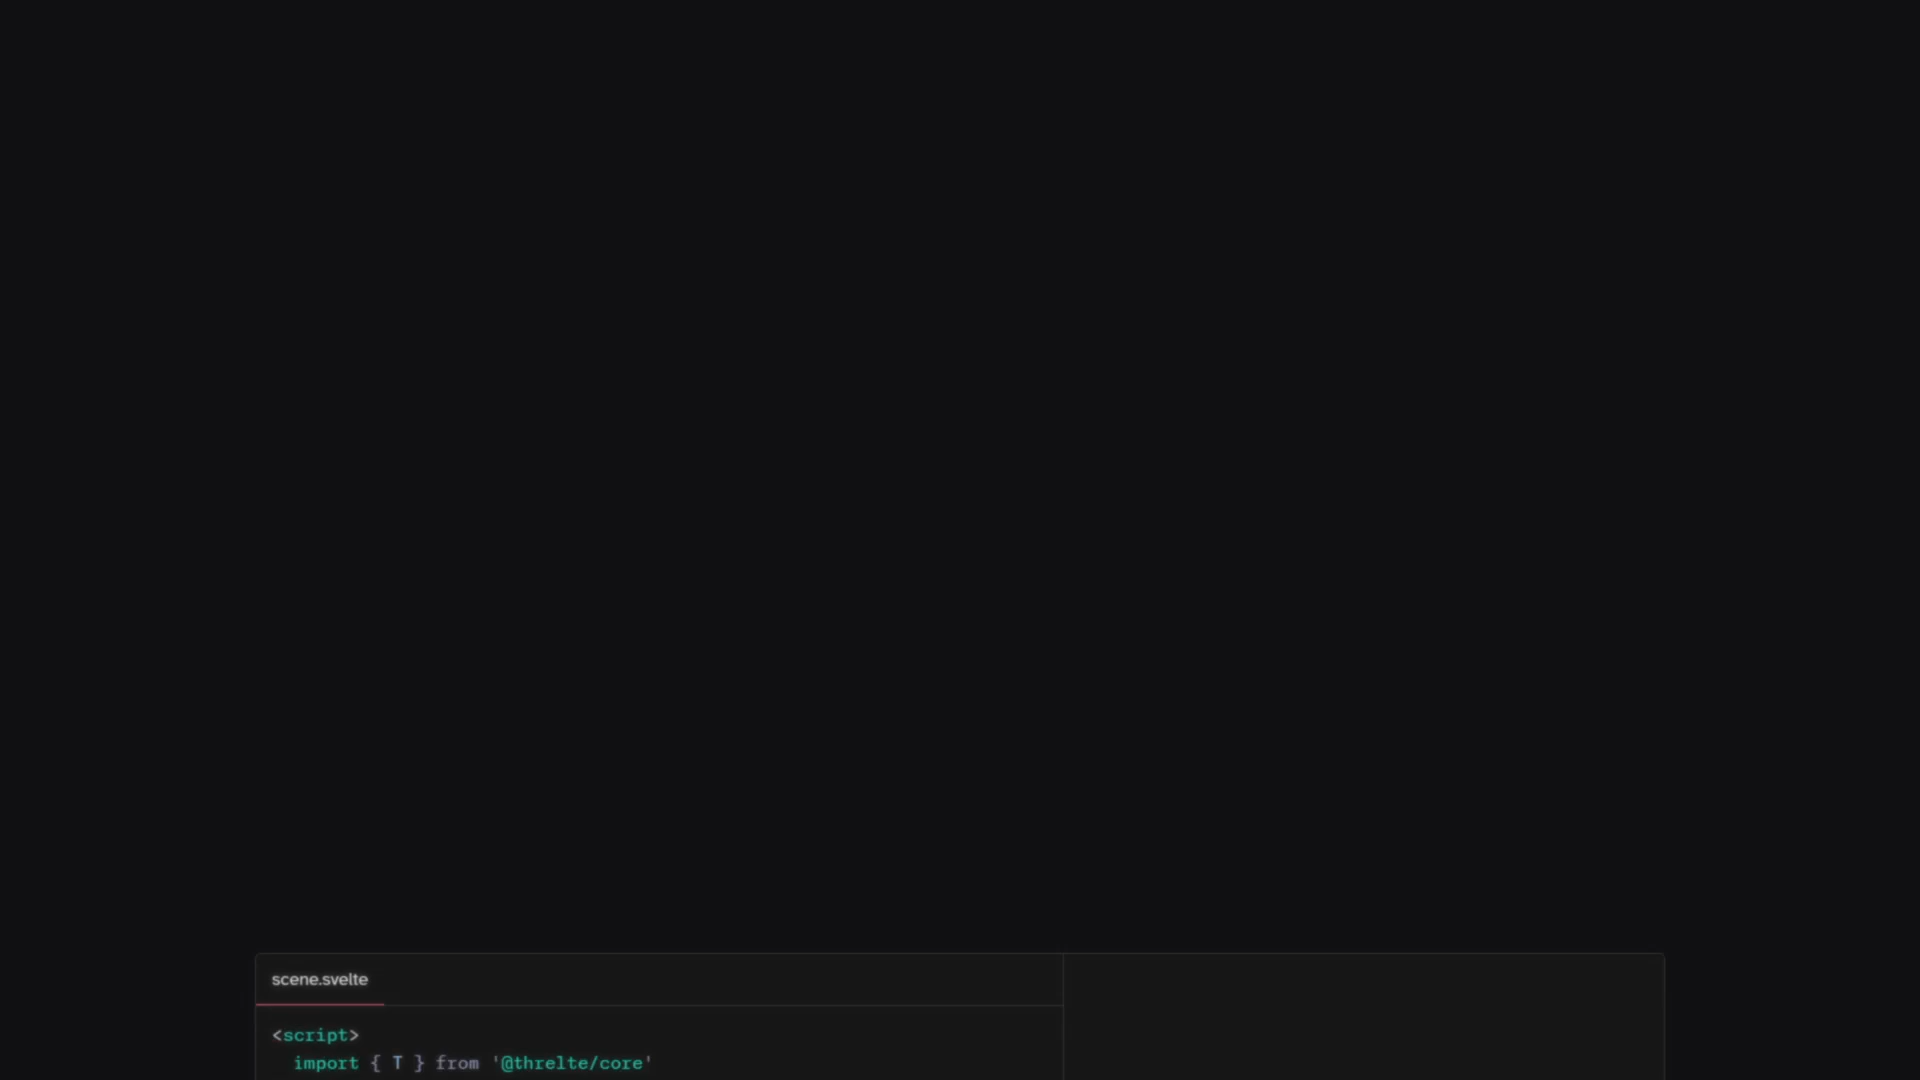 scene.svelte
<script>
import { T } from '@threlte/core'